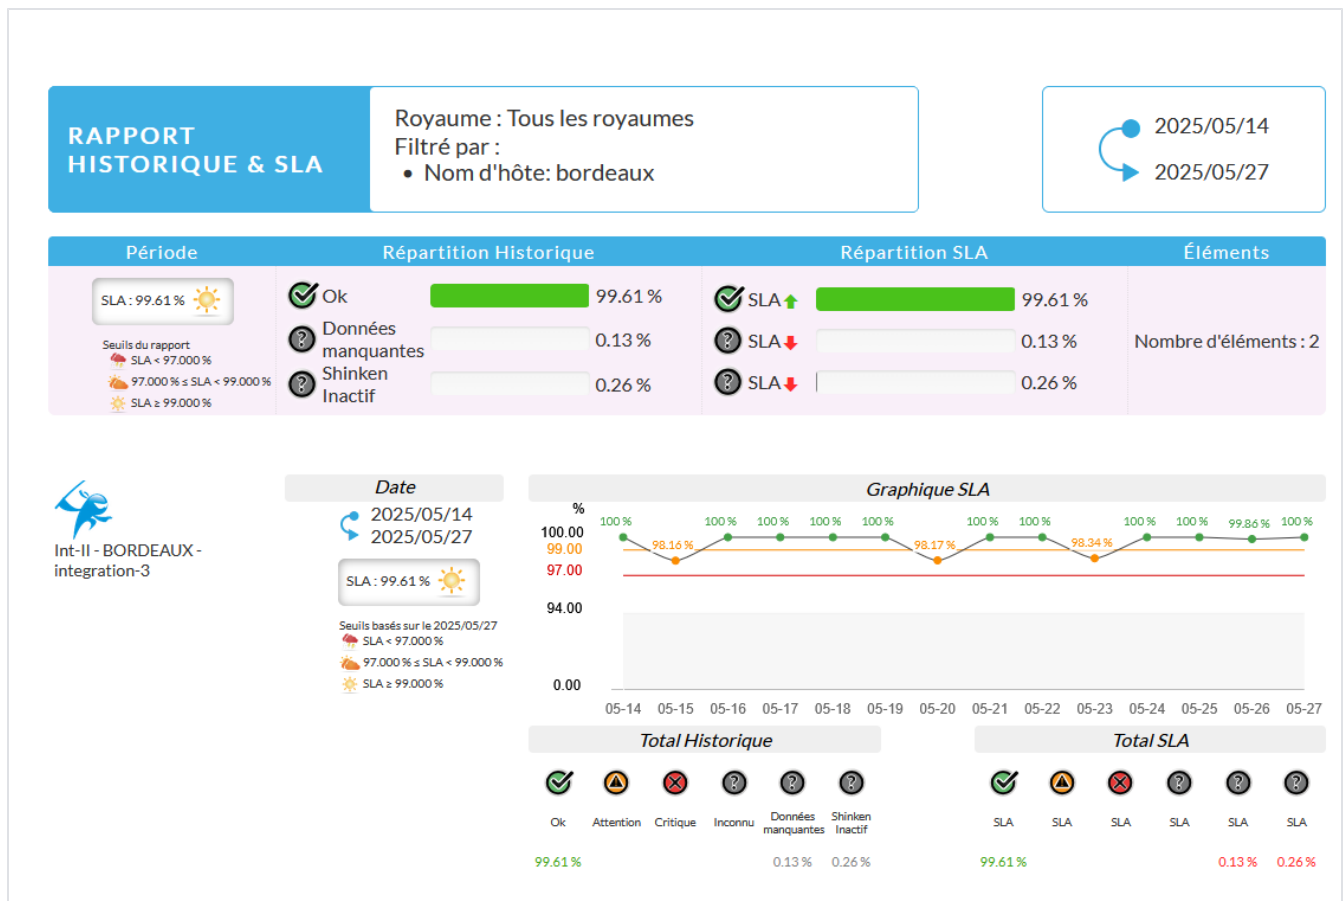 RAPPORT
HISTORIQUE & SLA
Royaume : Tous les royaumes
Filtré par :
• Nom d'hôte: bordeaux
2025/05/14
2025/05/27
Période
Répartition Historique
Répartition SLA
Éléments
SLA : 99.61 %
Seuils du rapport
SLA < 97.000 %
97.000 % ≤ SLA < 99.000 %
SLA ≥ 99.000 %
Ok
99.61 %
Données
manquantes
0.13 %
Shinken
Inactif
0.26 %
SLA
99.61 %
SLA
0.13 %
SLA
0.26 %
Nombre d'éléments : 2
Int-II - BORDEAUX -
integration-3
Date
2025/05/14
2025/05/27
SLA : 99.61 %
Seuils basés sur le 2025/05/27
SLA < 97.000 %
97.000 % ≤ SLA < 99.000 %
SLA ≥ 99.000 %
Graphique SLA
%
100.00
99.00
97.00
94.00
0.00
100 % 98.16 % 100 % 100 % 100 % 100 % 98.17 % 100 % 100 % 98.34 % 100 % 100 % 99.86 % 100 %
05-14 05-15 05-16 05-17 05-18 05-19 05-20 05-21 05-22 05-23 05-24 05-25 05-26 05-27
Total Historique
Ok Attention Critique Inconnu Données manquantes Shinken Inactif
99.61 % 0.13 % 0.26 %
Total SLA
SLA SLA SLA SLA SLA SLA
99.61 % 0.13 % 0.26 %